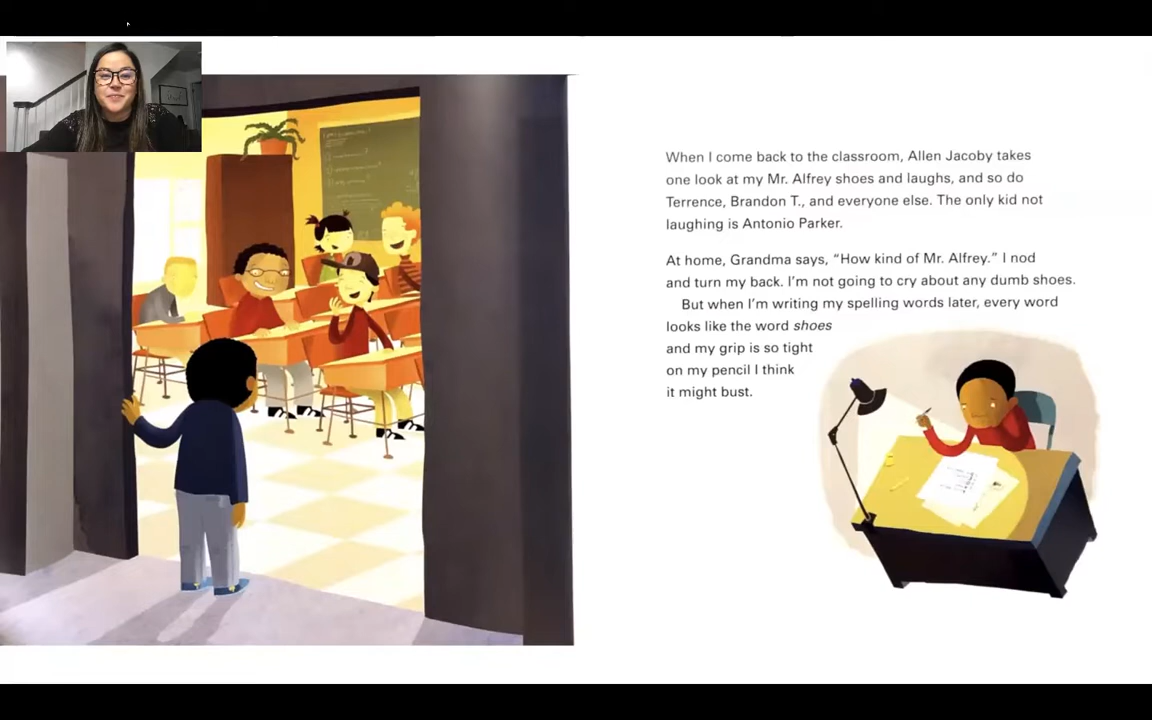 When I come back to the classroom, Allen Jacoby takes
one look at my Mr. Alfrey shoes and laughs, and so do
Terrence, Brandon T., and everyone else. The only kid not
laughing is Antonio Parker.
At home, Grandma says, “How kind of Mr. Alfrey.” I nod
and turn my back. I’m not going to cry about any dumb shoes.
But when I’m writing my spelling words later, every word
looks like the word shoes
and my grip is so tight
on my pencil I think
it might bust.